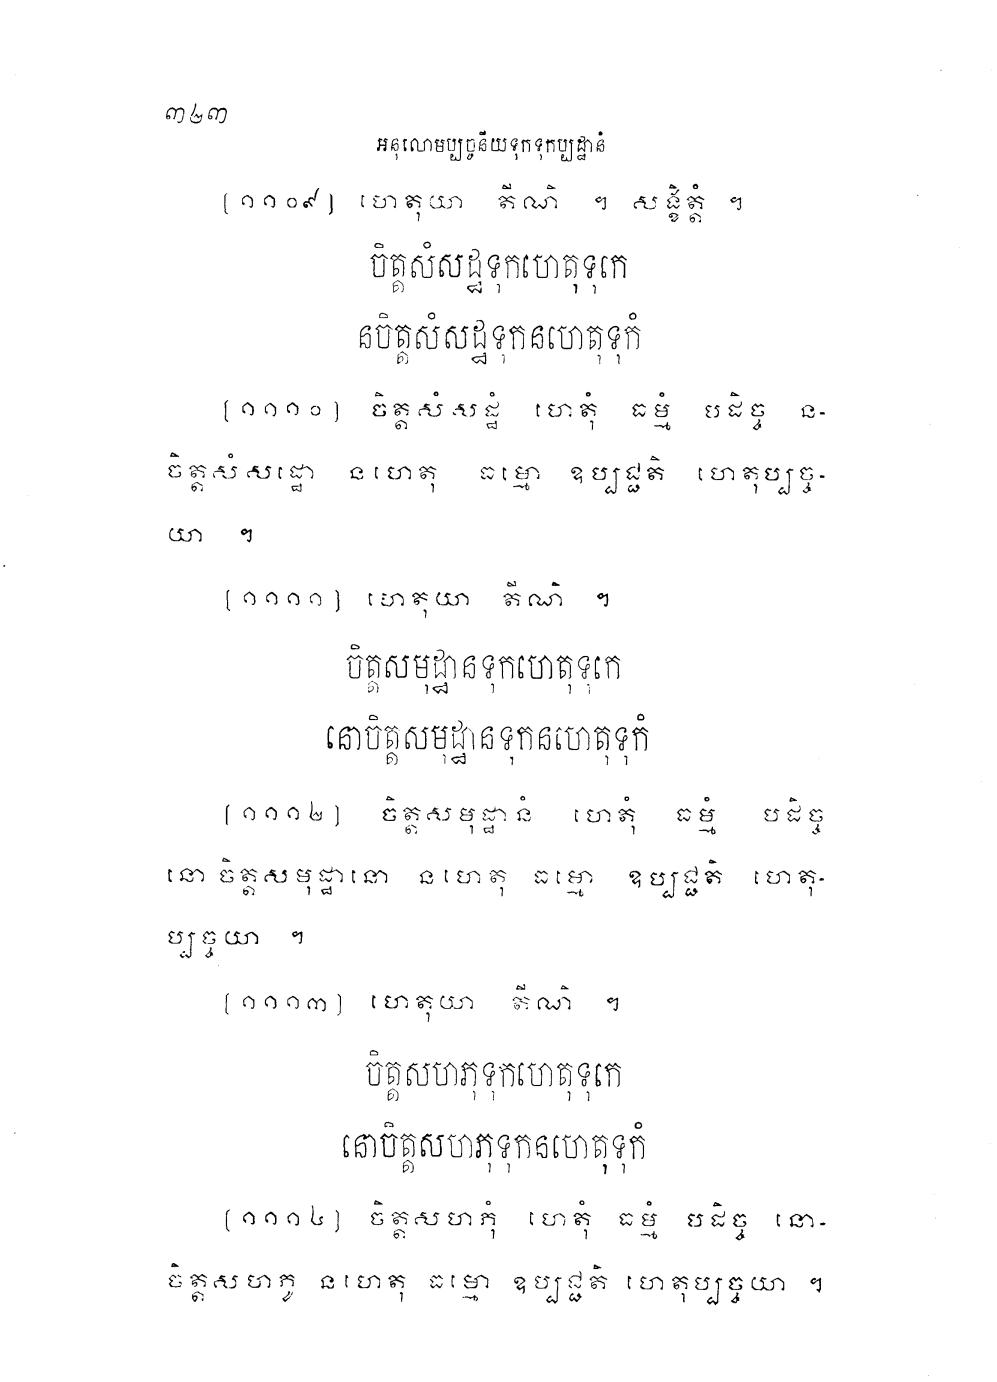 ៣២៣
អនុលោមប្បច្ចនីយទុកទុកប្បដ្ឋានំ
(១១០៩) ហេតុយា តីណិ ។ សង្ខិត្តំ ។
ចិត្តសំសដ្ឋទុកហេតុទុកេ
នចិត្តសំសដ្ឋទុកនហេតុទុកំ
(១១១០) ចិត្តសំសដ្ឋំ ហេតុំ ធម្មំ បដិច្ច ន-
ចិត្តសំសដ្ឋោ នហេតុ ធម្មោ ឧប្បជ្ជតិ ហេតុប្បច្ច-
យា ។
(១១១១) ហេតុយា តីណិ ។
ចិត្តសមុដ្ឋានទុកហេតុទុកេ
នោចិត្តសមុដ្ឋានទុកនហេតុទុកំ
(១១១២) ចិត្តសមុដ្ឋានំ ហេតុំ ធម្មំ បដិច្ច
នោចិត្តសមុដ្ឋានោ នហេតុ ធម្មោ ឧប្បជ្ជតិ ហេតុ-
ប្បច្ចយា ។
(១១១៣) ហេតុយា តីណិ ។
ចិត្តសហភុទុកហេតុទុកេ
នោចិត្តសហភុទុកនហេតុទុកំ
(១១១៤) ចិត្តសហភុំ ហេតុំ ធម្មំ បដិច្ច នោ-
ចិត្តសហភូ នហេតុ ធម្មោ ឧប្បជ្ជតិ ហេតុប្បច្ចយា ។